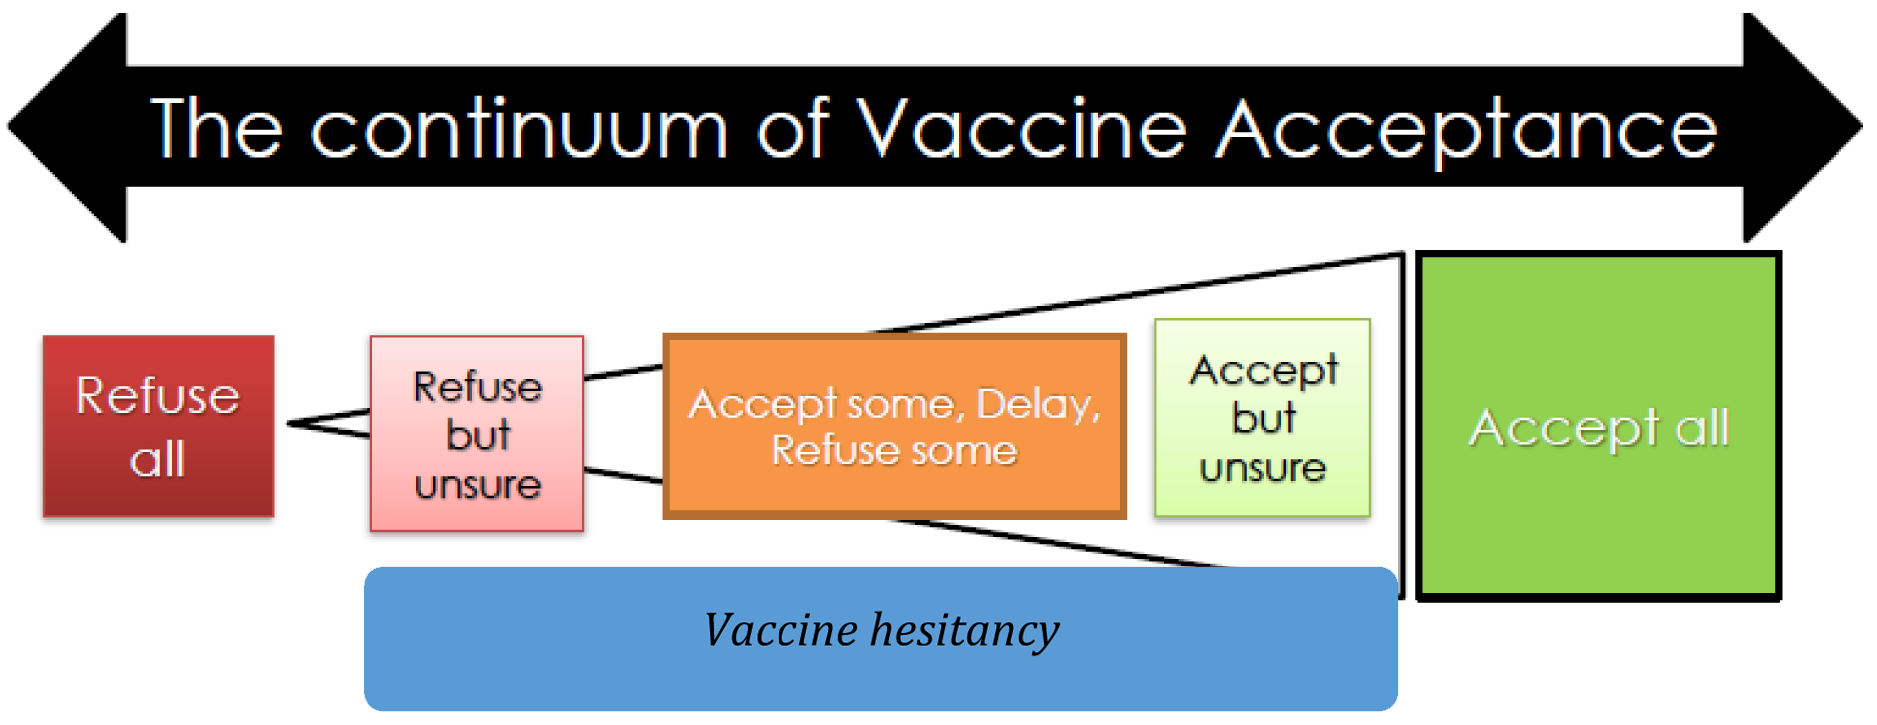 The continuum of Vaccine Acceptance
Refuse
all
Refuse
but
unsure
Accept some, Delay,
Refuse some
Accept
but
unsure
Accept all
Vaccine hesitancy